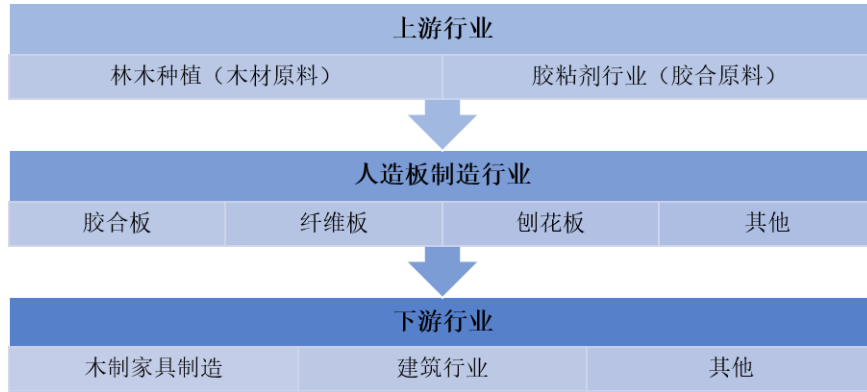 上游行业
林木种植（木材原料） 胶粘剂行业（胶合原料）
人造板制造行业
胶合板 纤维板 刨花板 其他
下游行业
木制家具制造 建筑行业 其他